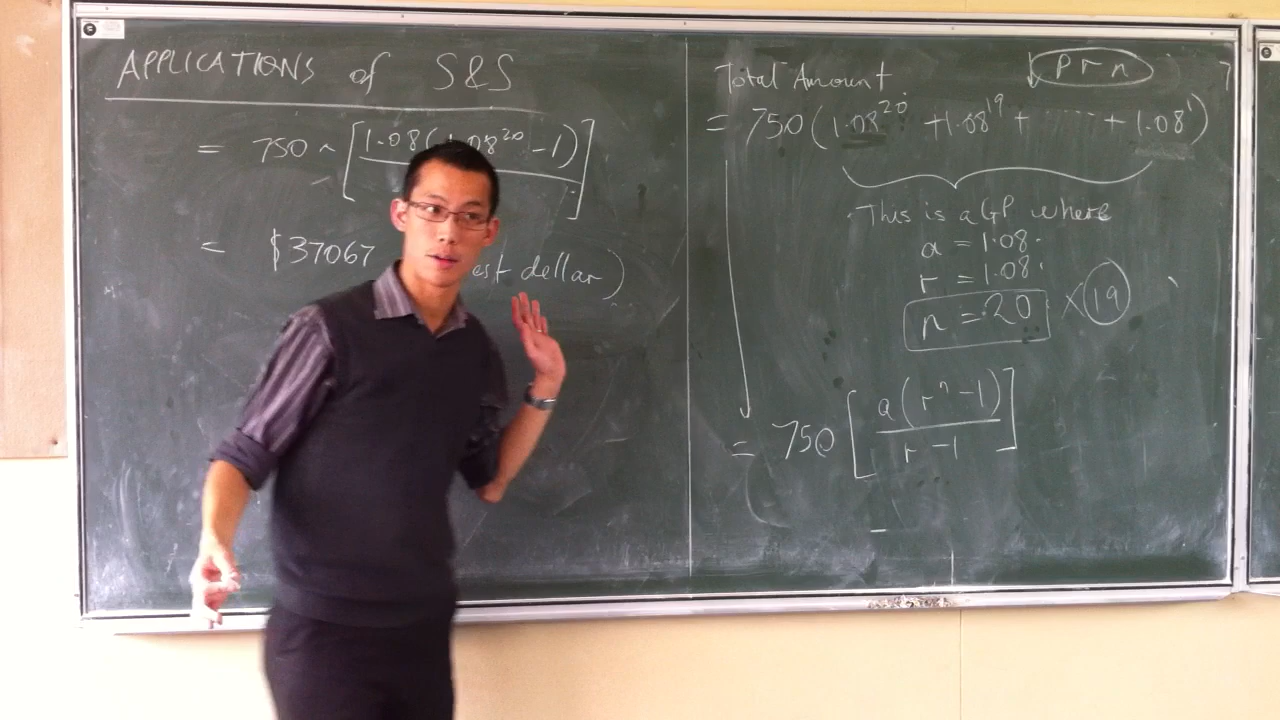 APPLICATIONS of S&S
= 750 × [1.08(1.08²⁰ - 1)]
= $37067 est dollar)
Total Amount
P r n
= 750(1.08²⁰ + 1.08¹⁹ + ...... + 1.08¹)
This is a GP where
a = 1.08
r = 1.08
n = 20 × 19
= 750 [a(rⁿ - 1)
r - 1]